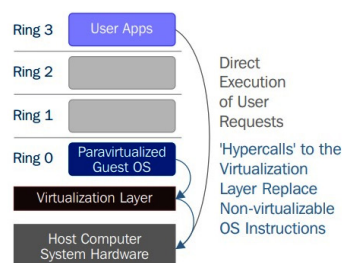 Ring 3
User Apps
Ring 2
Ring 1
Ring 0
Paravirtualized
Guest OS
Virtualization Layer
Host Computer
System Hardware
Direct
Execution
of User
Requests
'Hypercalls' to the
Virtualization
Layer Replace
Non-virtualizable
OS Instructions